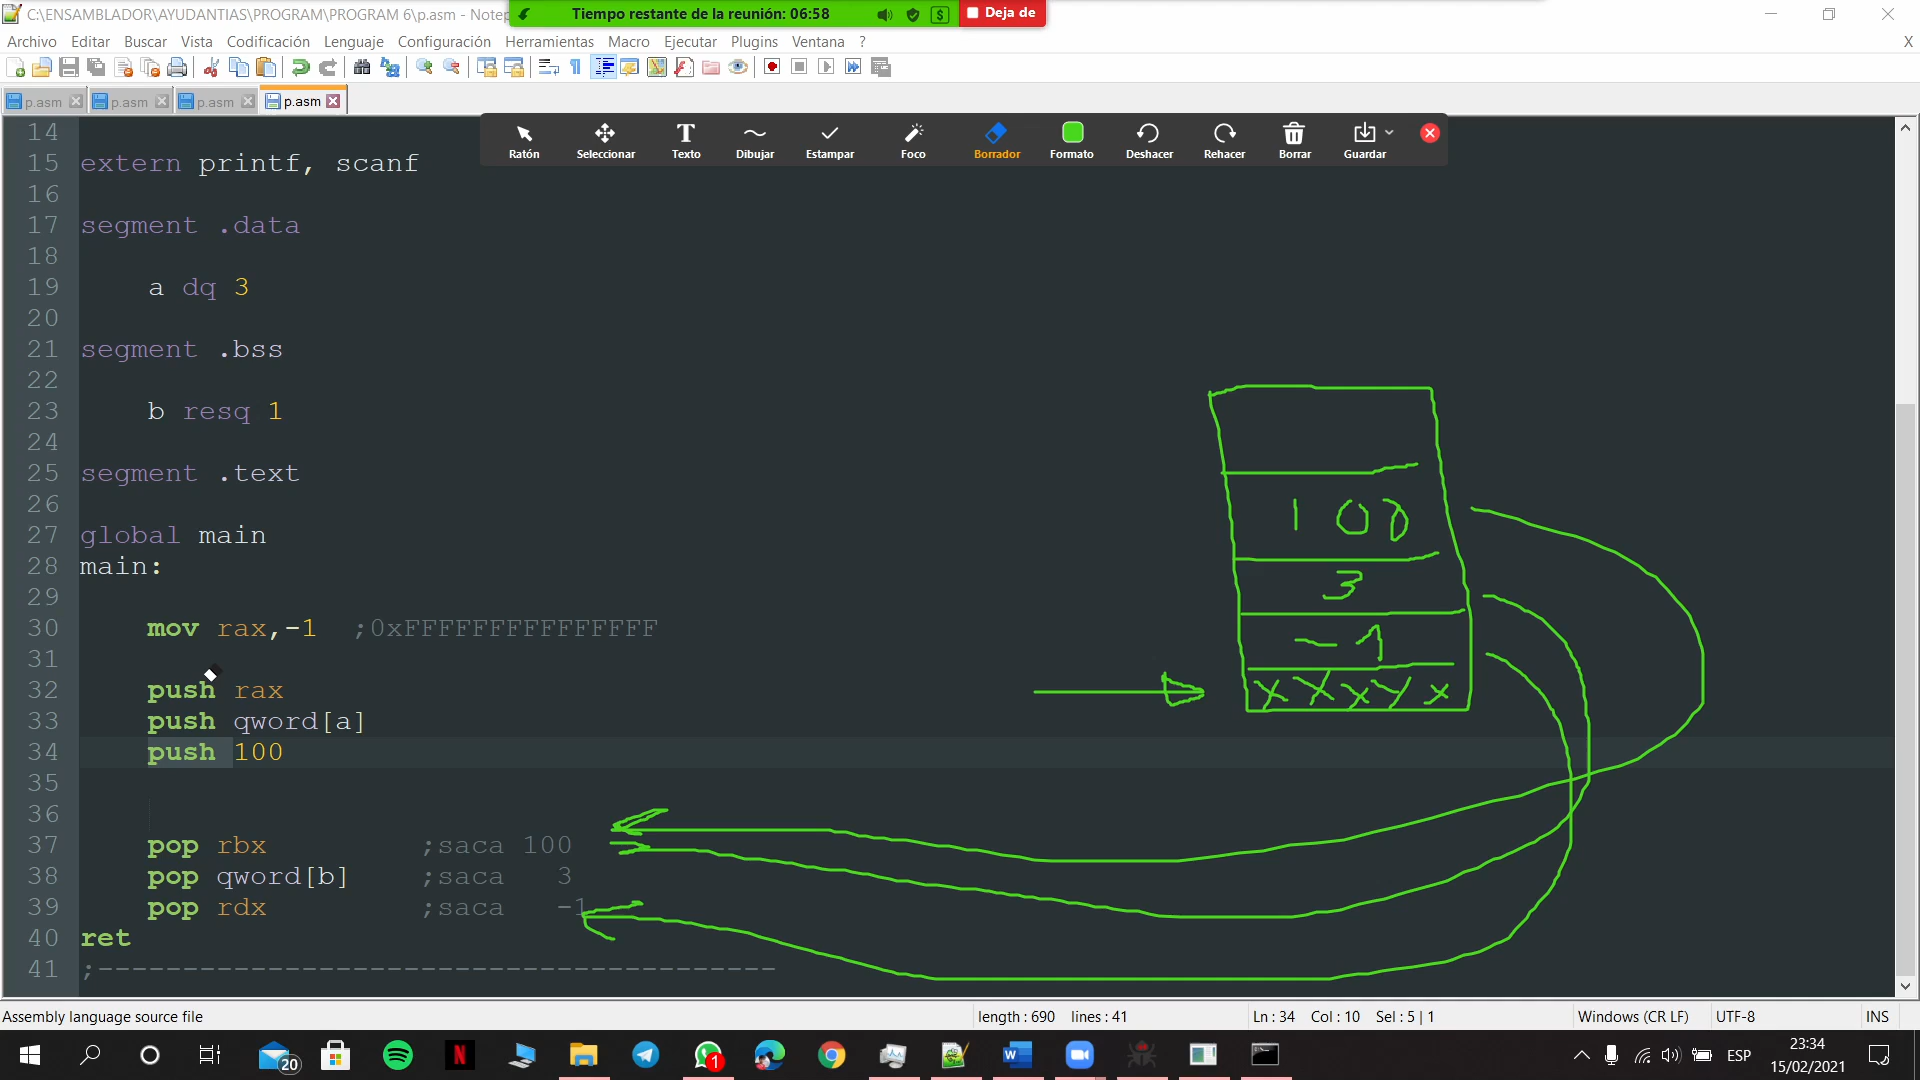 C:\ENSAMBLADOR\AYUDANTIAS\PROGRAM\PROGRAM 6\p.asm - Notep
Tiempo restante de la reunión: 06:58
Deja de
Archivo Editar Buscar Vista Codificación Lenguaje Configuración Herramientas Macro Ejecutar Plugins Ventana ? X
p.asm p.asm p.asm p.asm
Ratón Seleccionar Texto Dibujar Estampar Foco Borrador Formato Deshacer Rehacer Borrar Guardar
14
15 extern printf, scanf
16
17 segment .data
18
19 a dq 3
20
21 segment .bss
22
23 b resq 1
24
25 segment .text
26
27 global main
28 main:
29
30 mov rax,-1 ;0xFFFFFFFFFFFFFFFF
31
32 push rax
33 push qword[a]
34 push 100
35
36
37 pop rbx ;saca 100
38 pop qword[b] ;saca 3
39 pop rdx ;saca -1
40 ret
41 ;----------------------------------------
100
3
-1
XXXYX
Assembly language source file
length : 690 lines : 41
Ln : 34 Col : 10 Sel : 5 | 1
Windows (CR LF)
UTF-8
INS
20
1
ESP
23:34
15/02/2021